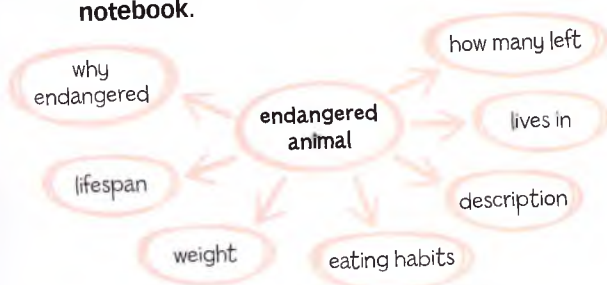 notebook.
how many left
why
endangered
endangered
animal
lives in
lifespan
description
weight
eating habits